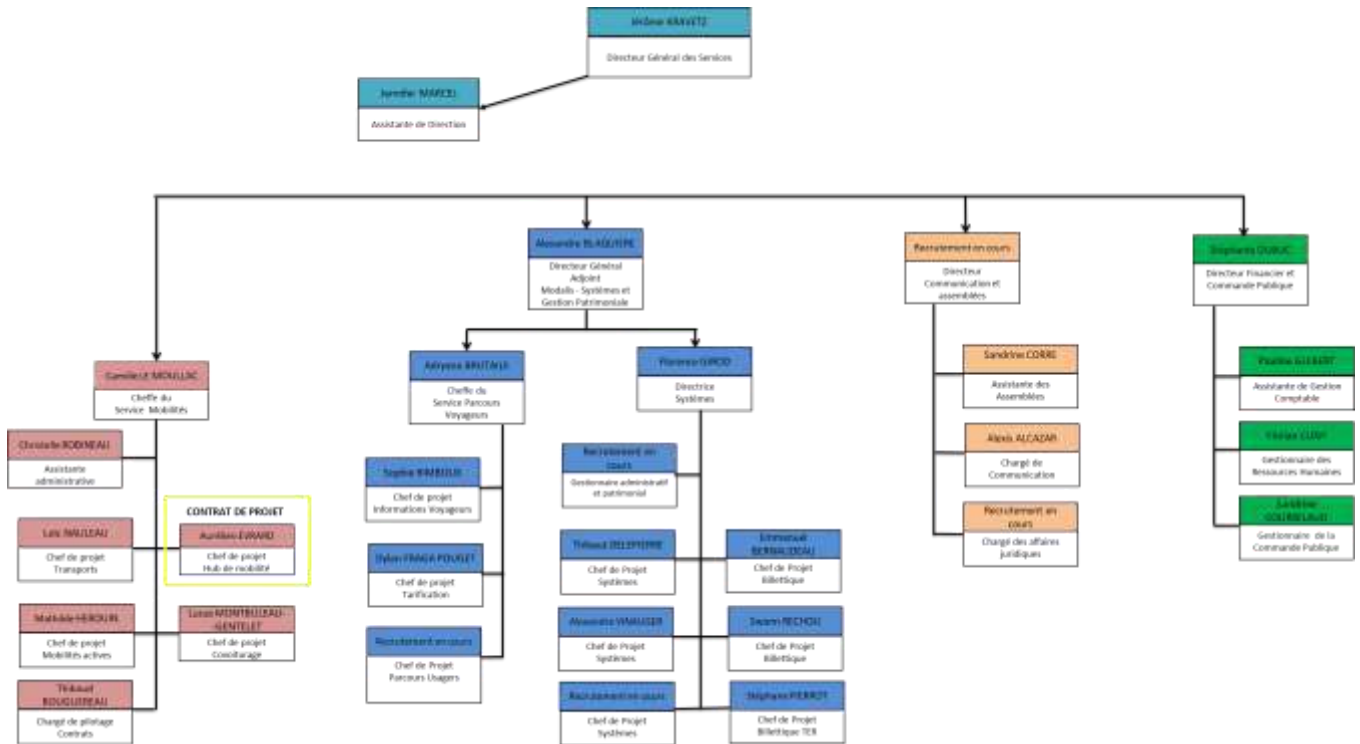 Jérôme KRAVETZ
Directeur Général des Services
Jennifer MARCEL
Assistante de Direction
Alexandre BLAQUIERE
Directeur Général
Adjoint
Modalis - Systèmes et
Gestion Patrimoniale
Recrutement en cours
Directeur
Communication et
assemblées
Stéphanie DUBUC
Directeur Financier et
Commande Publique
Camille LE MOULLAC
Cheffe du
Service Mobilités
Cheffe du
Service Parcours
Voyageurs
Florence GIROD
Directrice
Systèmes
Sandrine CORRE
Assistante des
Assemblées
Pauline
Assistante de Gestion
Comptable
Christelle RODINEAU
Assistante
administrative
Recrutement en
cours
Gestionnaire administratif
et patrimonial
Alexis ALCAZAR
Chargé de
Communication
Gestionnaire des
Ressources Humaines
Sophie
Chef de projet
Informations Voyageurs
CONTRAT DE PROJET
Loïc NAULEAU
Chef de projet
Transports
Aurélien EVRARD
Chef de projet
Hub de mobilité
Thibaut DELEPIERRE
Chef de Projet
Systèmes
Emmanuel
BERNAUDEAU
Chef de Projet
Billettique
Recrutement en
cours
Chargé des affaires
juridiques
Sandrine
Gestionnaire de la
Commande Publique
Dylan FRAGA
Chef de projet
Tarification
Mathilde HEROUIN
Chef de projet
Mobilités actives
Lucas MONTBULEAU-
GENTELET
Chef de projet
Covoiturage
Alexandre VINAUGER
Chef de Projet
Systèmes
Swann RECHOU
Chef de Projet
Billettique
Recrutement en cours
Chef de Projet
Parcours Usagers
Thibaud
BOUGUEREAU
Chargé de pilotage
Contrats
Recrutement en cours
Chef de Projet
Systèmes
Stéphane PIERROT
Chef de Projet
Billettique TER